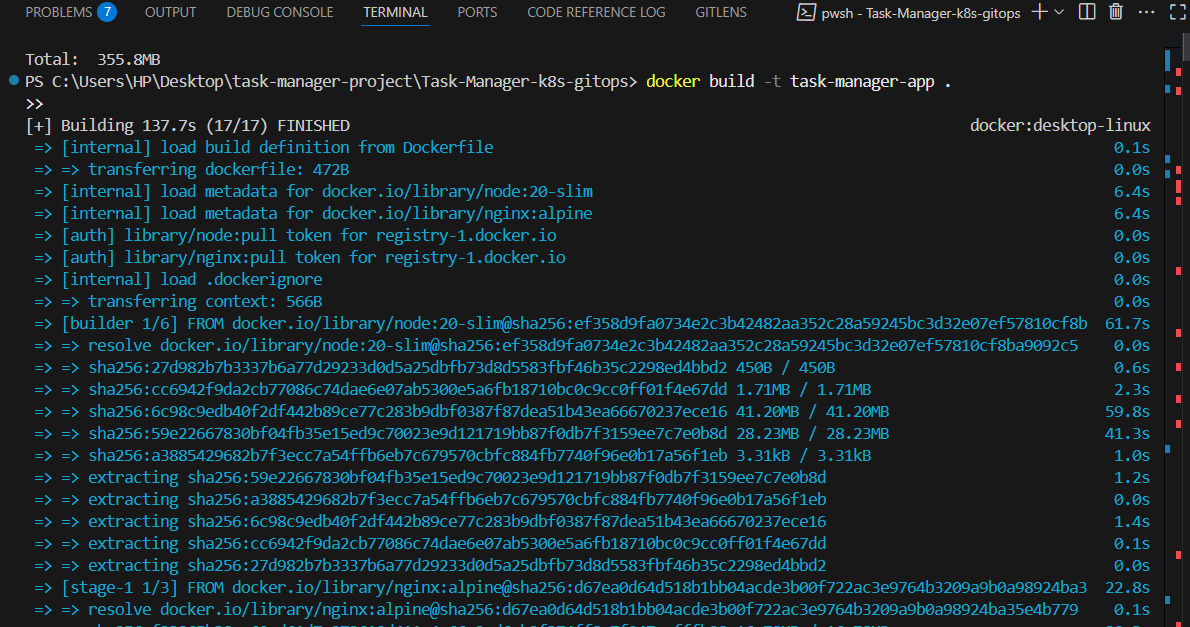 PROBLEMS 7 OUTPUT DEBUG CONSOLE TERMINAL PORTS CODE REFERENCE LOG GITLENS pwsh - Task-Manager-k8s-gitops
Total: 355.8MB
PS C:\Users\HP\Desktop\task-manager-project\Task-Manager-k8s-gitops> docker build -t task-manager-app .
>>
[+] Building 137.7s (17/17) FINISHED docker:desktop-linux
=> [internal] load build definition from Dockerfile 0.1s
=> => transferring dockerfile: 472B 0.0s
=> [internal] load metadata for docker.io/library/node:20-slim 6.4s
=> [internal] load metadata for docker.io/library/nginx:alpine 6.4s
=> [auth] library/node:pull token for registry-1.docker.io 0.0s
=> [auth] library/nginx:pull token for registry-1.docker.io 0.0s
=> [internal] load .dockerignore 0.0s
=> => transferring context: 566B 0.0s
=> [builder 1/6] FROM docker.io/library/node:20-slim@sha256:ef358d9fa0734e2c3b42482aa352c28a59245bc3d32e07ef57810cf8b 61.7s
=> => resolve docker.io/library/node:20-slim@sha256:ef358d9fa0734e2c3b42482aa352c28a59245bc3d32e07ef57810cf8ba9092c5 0.0s
=> => sha256:27d982b7b3337b6a77d29233d0d5a25dbfb73d8d5583fbf46b35c2298ed4bbd2 450B / 450B 0.6s
=> => sha256:cc6942f9da2cb77086c74dae6e07ab5300e5a6fb18710bc0c9cc0ff01f4e67dd 1.71MB / 1.71MB 2.3s
=> => sha256:6c98c9edb40f2df442b89ce77c283b9dbf0387f87dea51b43ea66670237ece16 41.20MB / 41.20MB 59.8s
=> => sha256:59e22667830bf04fb35e15ed9c70023e9d121719bb87f0db7f3159ee7c7e0b8d 28.23MB / 28.23MB 41.3s
=> => sha256:a3885429682b7f3ecc7a54ffb6eb7c679570cbfc884fb7740f96e0b17a56f1eb 3.31kB / 3.31kB 1.0s
=> => extracting sha256:59e22667830bf04fb35e15ed9c70023e9d121719bb87f0db7f3159ee7c7e0b8d 1.2s
=> => extracting sha256:a3885429682b7f3ecc7a54ffb6eb7c679570cbfc884fb7740f96e0b17a56f1eb 0.0s
=> => extracting sha256:6c98c9edb40f2df442b89ce77c283b9dbf0387f87dea51b43ea66670237ece16 1.4s
=> => extracting sha256:cc6942f9da2cb77086c74dae6e07ab5300e5a6fb18710bc0c9cc0ff01f4e67dd 0.1s
=> => extracting sha256:27d982b7b3337b6a77d29233d0d5a25dbfb73d8d5583fbf46b35c2298ed4bbd2 0.0s
=> [stage-1 1/3] FROM docker.io/library/nginx:alpine@sha256:d67ea0d64d518b1bb04acde3b00f722ac3e9764b3209a9b0a98924ba3 22.8s
=> => resolve docker.io/library/nginx:alpine@sha256:d67ea0d64d518b1bb04acde3b00f722ac3e9764b3209a9b0a98924ba35e4b779 0.1s